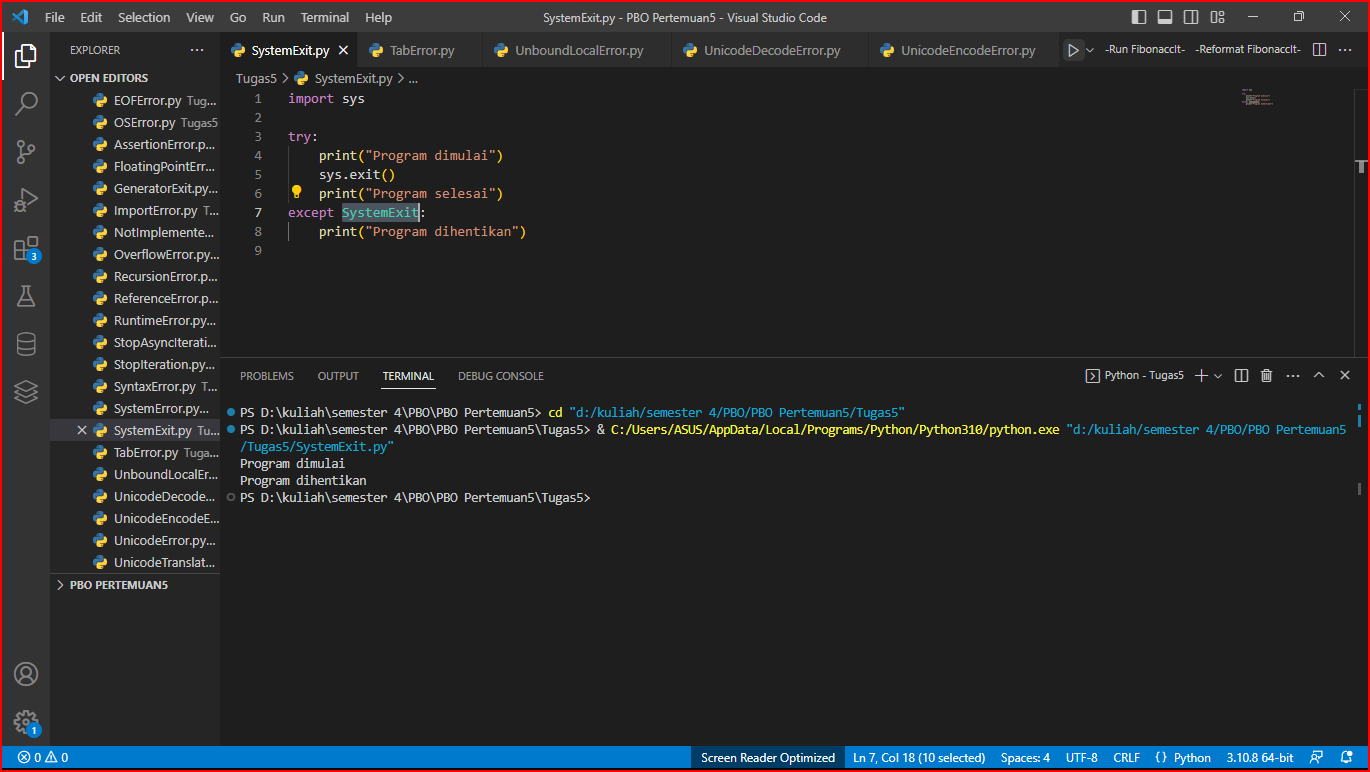 File Edit Selection View Go Run Terminal Help SystemExit.py - PBO Pertemuan5 - Visual Studio Code
EXPLORER ...
OPEN EDITORS
EOFError.py Tug...
OSError.py Tugas5
AssertionError.p...
FloatingPointErr...
GeneratorExit.py...
ImportError.py T...
NotImplemente...
OverflowError.py...
RecursionError.p...
ReferenceError.p...
RuntimeError.py...
StopAsyncIterati...
StopIteration.py...
SyntaxError.py T...
SystemError.py...
SystemExit.py Tu...
TabError.py Tuga...
UnboundLocalEr...
UnicodeDecode...
UnicodeEncodeE...
UnicodeError.py...
UnicodeTranslat...
PBO PERTEMUAN5
3
1
SystemExit.py TabError.py UnboundLocalError.py UnicodeDecodeError.py UnicodeEncodeError.py -Run FibonaccIt- -Reformat FibonaccIt- ...
Tugas5 > SystemExit.py > ...
1 import sys
2
3 try:
4 print("Program dimulai")
5 sys.exit()
6 print("Program selesai")
7 except SystemExit:
8 print("Program dihentikan")
9
PROBLEMS OUTPUT TERMINAL DEBUG CONSOLE Python - Tugas5 ...
PS D:\kuliah\semester 4\PBO\PBO Pertemuan5> cd "d:/kuliah/semester 4/PBO/PBO Pertemuan5/Tugas5"
PS D:\kuliah\semester 4\PBO\PBO Pertemuan5\Tugas5> & C:/Users/ASUS/AppData/Local/Programs/Python/Python310/python.exe "d:/kuliah/semester 4/PBO/PBO Pertemuan5
/Tugas5/SystemExit.py"
Program dimulai
Program dihentikan
PS D:\kuliah\semester 4\PBO\PBO Pertemuan5\Tugas5>
0 0 Screen Reader Optimized Ln 7, Col 18 (10 selected) Spaces: 4 UTF-8 CRLF {} Python 3.10.8 64-bit